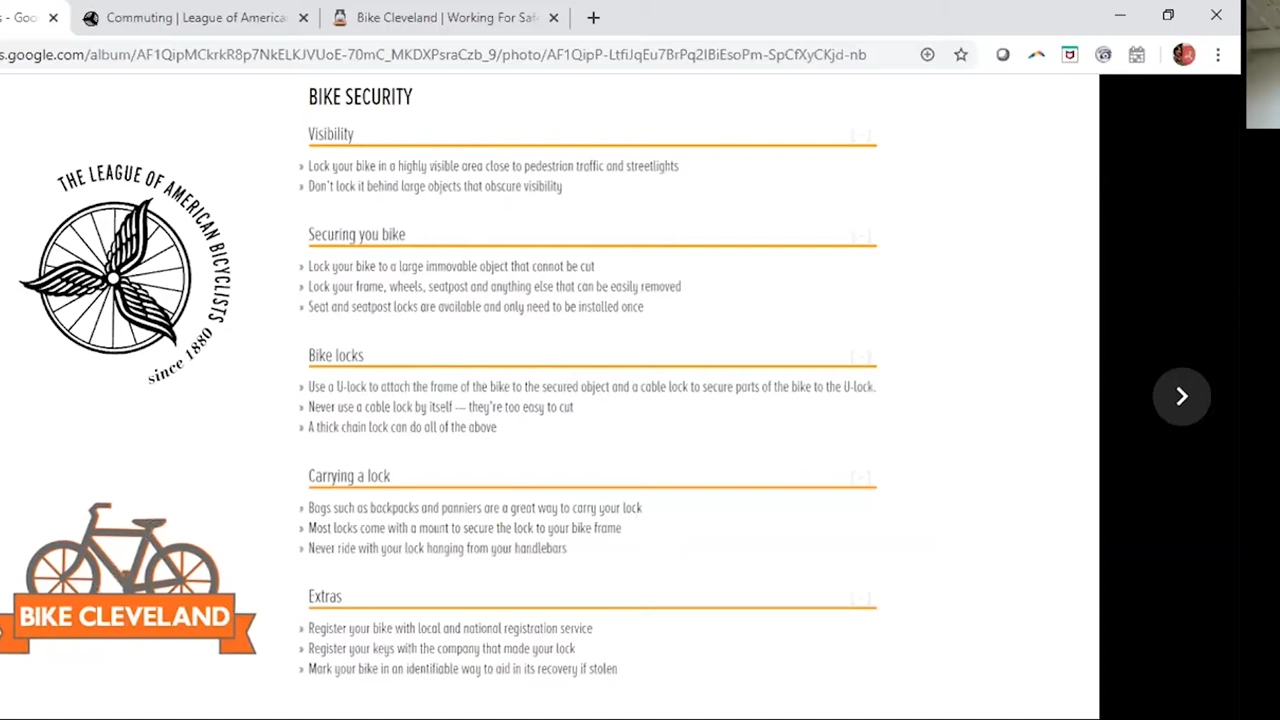 s - Goo
Commuting | League of America
Bike Cleveland | Working For Saf
s.google.com/album/AF1QipMCkrkR8p7NkELKJVUoE-70mC_MKDXPsraCzb_9/photo/AF1QipP-LtfiJqEu7BrPq2IBiEsoPm-SpCfXyCKjd-nb
BIKE SECURITY
Visibility [-]
» Lock your bike in a highly visible area close to pedestrian traffic and streetlights
» Don't lock it behind large objects that obscure visibility
THE LEAGUE OF AMERICAN BICYCLISTS
since 1880
Securing you bike [-]
» Lock your bike to a large immovable object that cannot be cut
» Lock your frame, wheels, seatpost and anything else that can be easily removed
» Seat and seatpost locks are available and only need to be installed once
Bike locks [-]
» Use a U-lock to attach the frame of the bike to the secured object and a cable lock to secure parts of the bike to the U-lock.
» Never use a cable lock by itself — they're too easy to cut
» A thick chain lock can do all of the above
Carrying a lock [-]
» Bags such as backpacks and panniers are a great way to carry your lock
» Most locks come with a mount to secure the lock to your bike frame
» Never ride with your lock hanging from your handlebars
BIKE CLEVELAND
Extras [-]
» Register your bike with local and national registration service
» Register your keys with the company that made your lock
» Mark your bike in an identifiable way to aid in its recovery if stolen